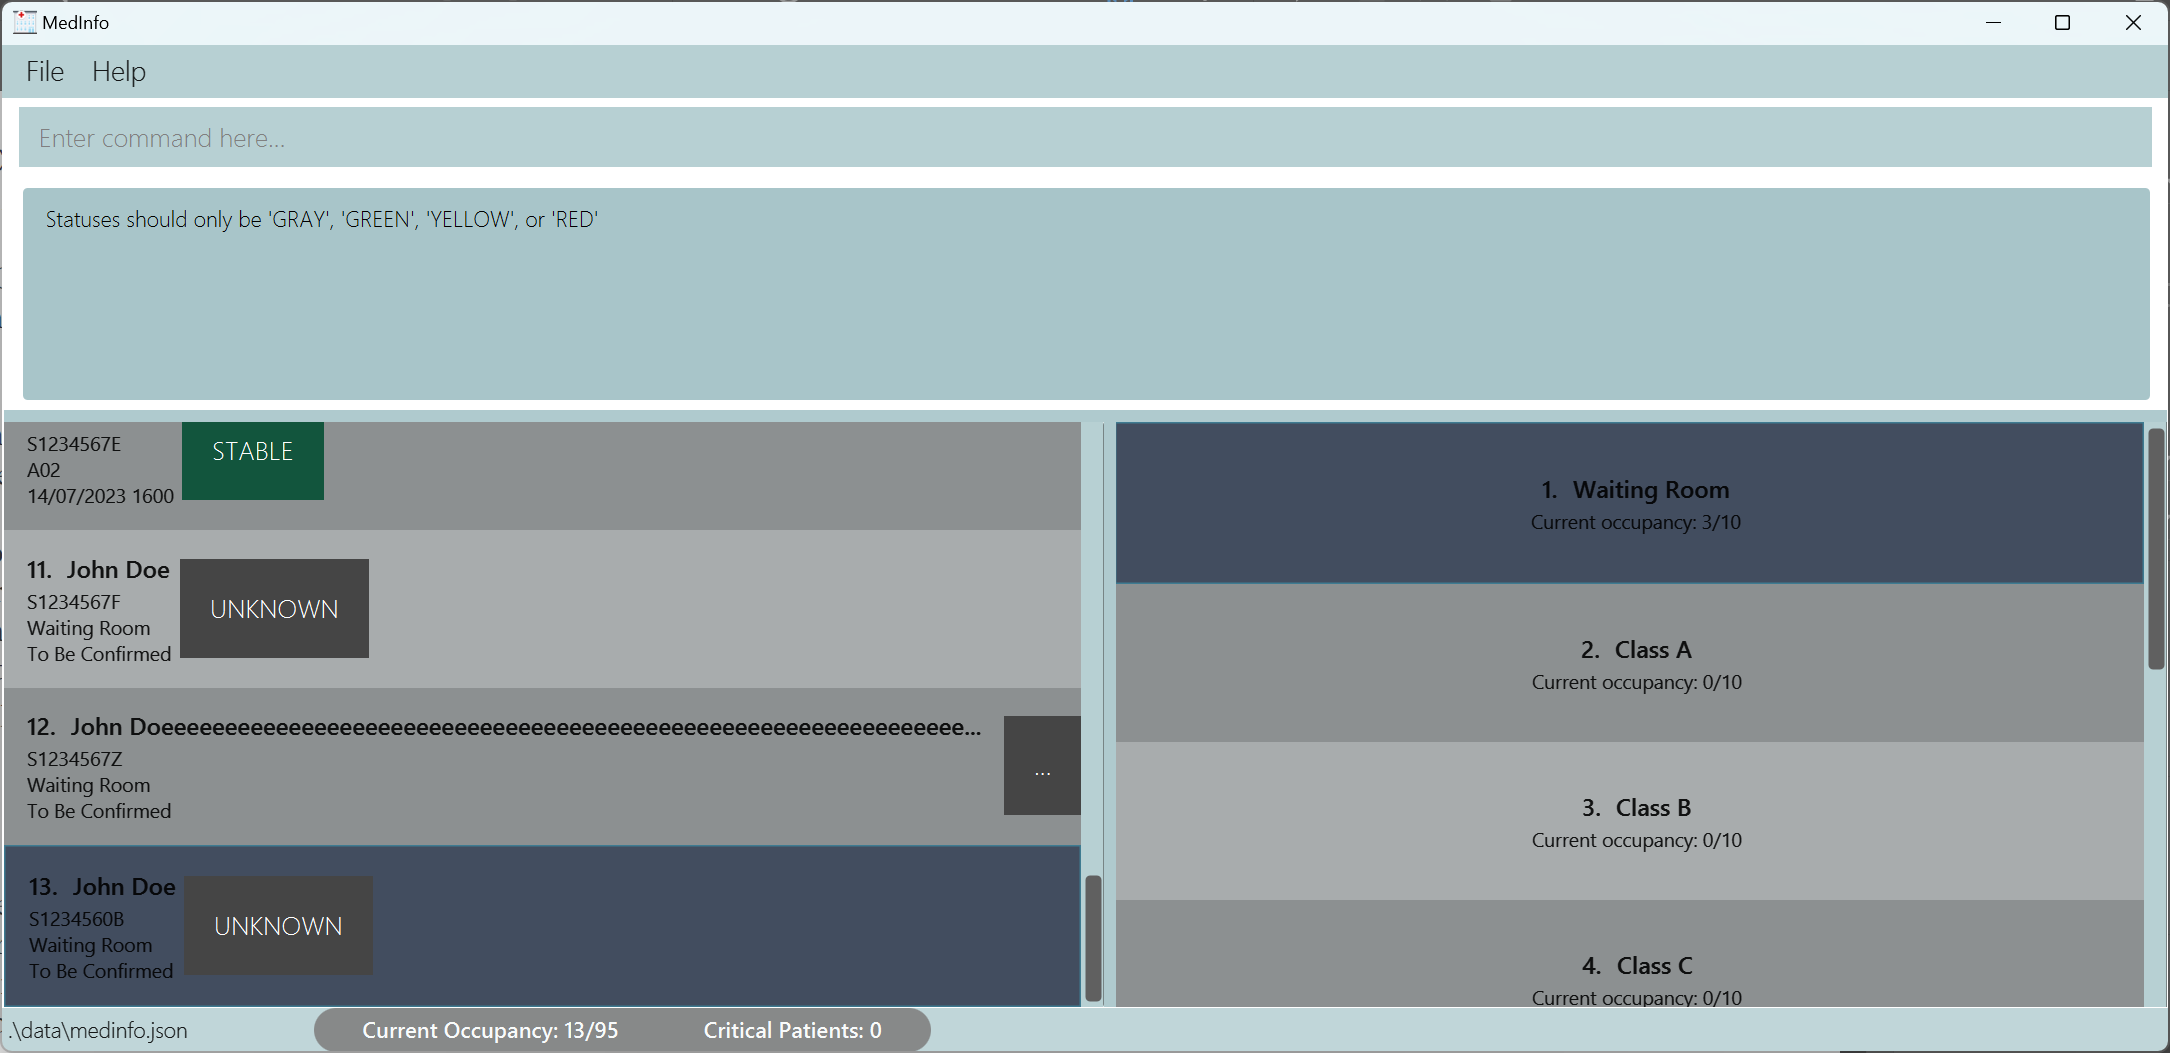 MedInfo
File Help
Enter command here...
Statuses should only be 'GRAY', 'GREEN', 'YELLOW', or 'RED'
S1234567E
A02
14/07/2023 1600
STABLE
11. John Doe
S1234567F
Waiting Room
To Be Confirmed
UNKNOWN
12. John Doeeeeeeeeeeeeeeeeeeeeeeeeeeeeeeeeeeeeeeeeeeeeeeeeeeeeeeeeeeeeeee...
S1234567Z
Waiting Room
To Be Confirmed
...
13. John Doe
S1234560B
Waiting Room
To Be Confirmed
UNKNOWN
1. Waiting Room
Current occupancy: 3/10
2. Class A
Current occupancy: 0/10
3. Class B
Current occupancy: 0/10
4. Class C
Current occupancy: 0/10
.\data\medinfo.json
Current Occupancy: 13/95 Critical Patients: 0